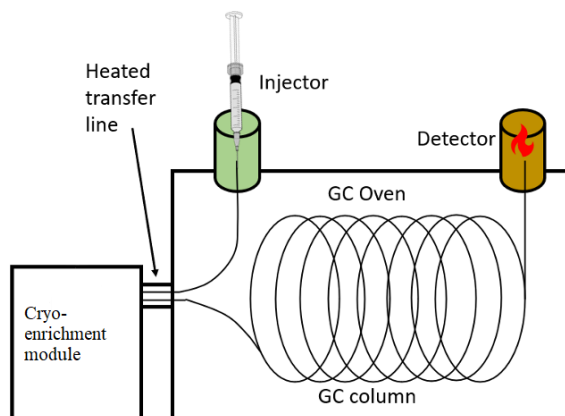 Heated
transfer
line
Injector
Detector
GC Oven
Cryo-
enrichment
module
GC column